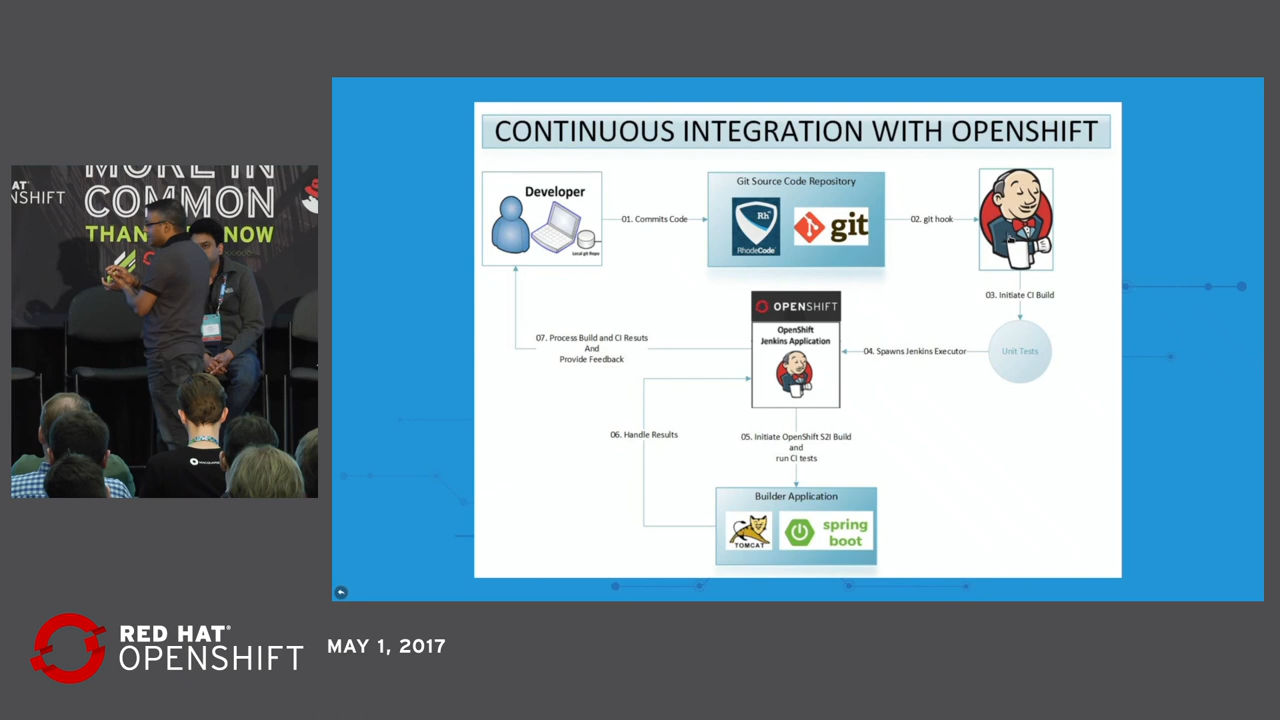 AT
NSHIFT
MORE IN
COMMON
THAN
NOW
CONTINUOUS INTEGRATION WITH OPENSHIFT
Developer
Local git Repo
01. Commits Code
Git Source Code Repository
Rh
RhodeCode
git
02. git hook
03. Initiate CI Build
Unit Tests
04. Spawns Jenkins Executor
OPENSHIFT
OpenShift
Jenkins Application
07. Process Build and CI Resuts
And
Provide Feedback
06. Handle Results
05. Initiate OpenShift S2I Build
and
run CI tests
Builder Application
TOMCAT
spring
boot
RED HAT®
OPENSHIFT
MAY 1, 2017